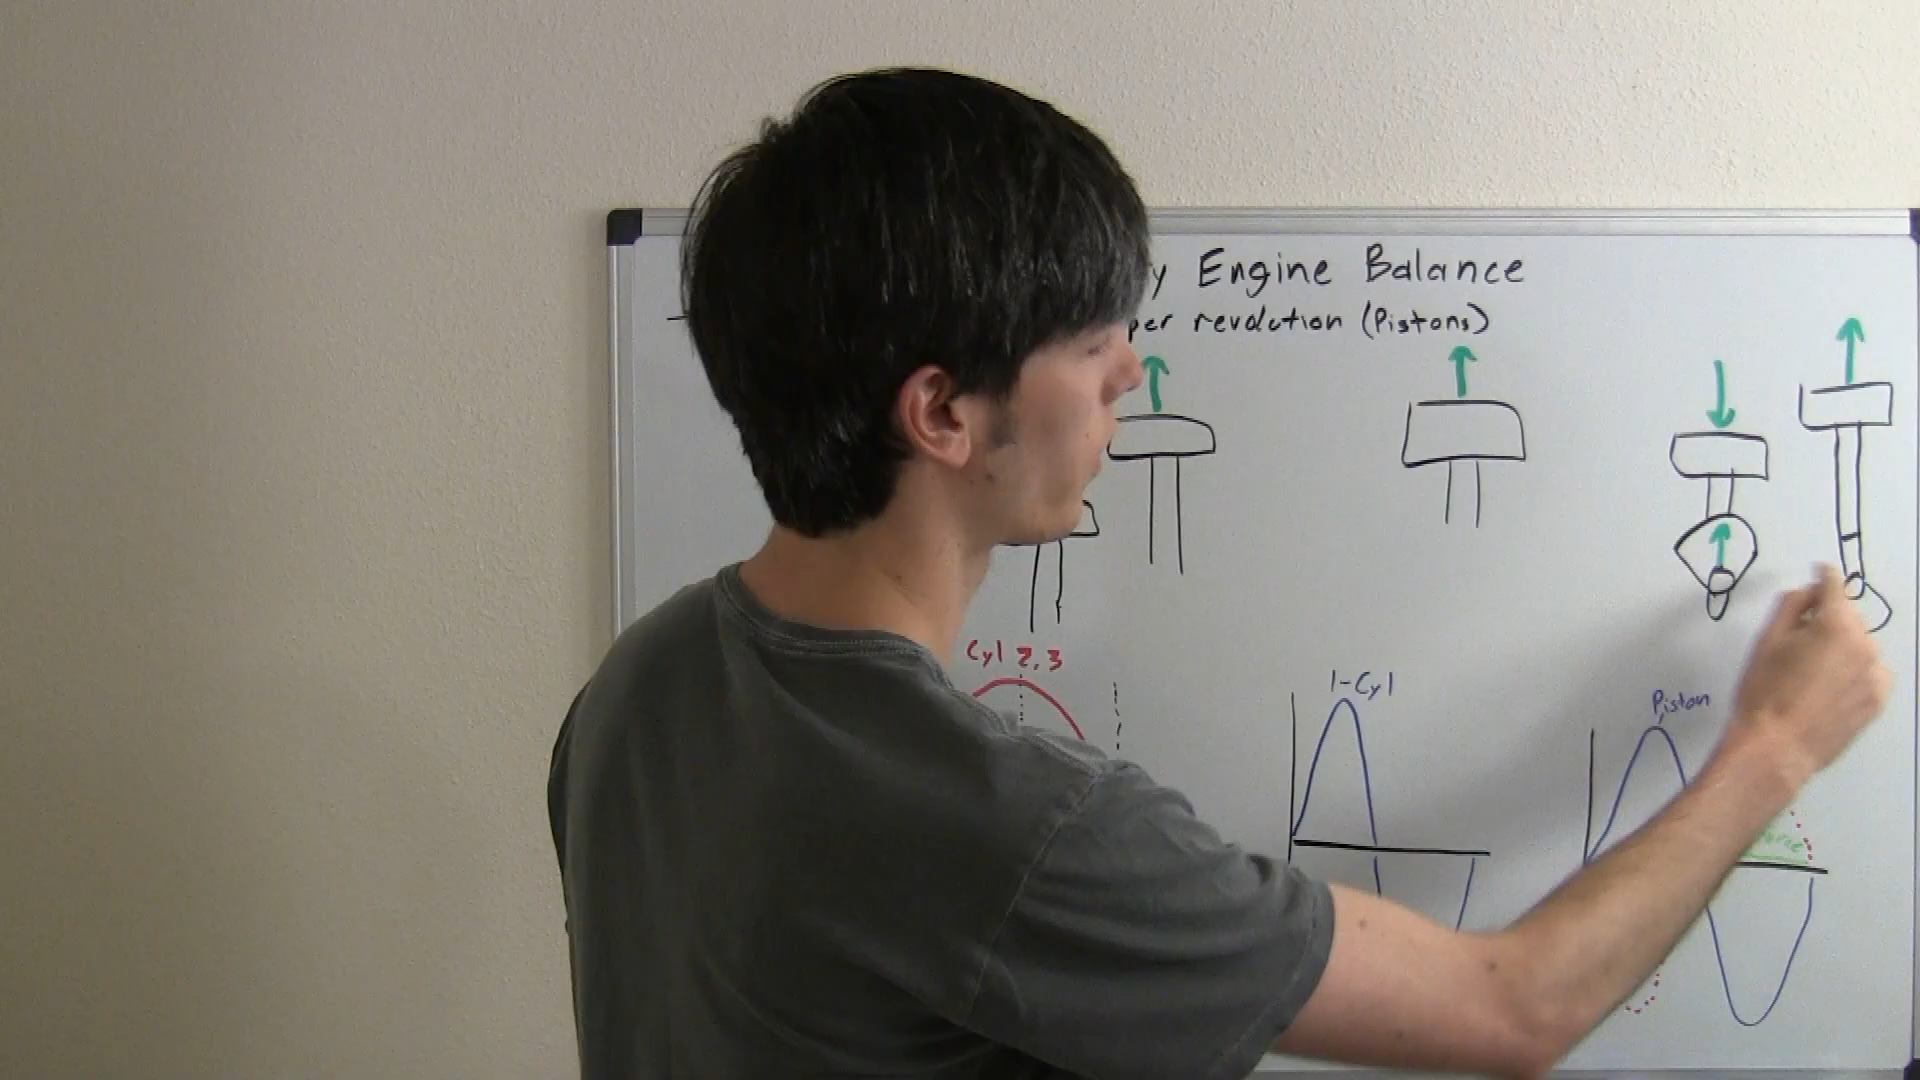 y Engine Balance
per revolution (Pistons)
Cyl 2,3
1-Cyl
Piston